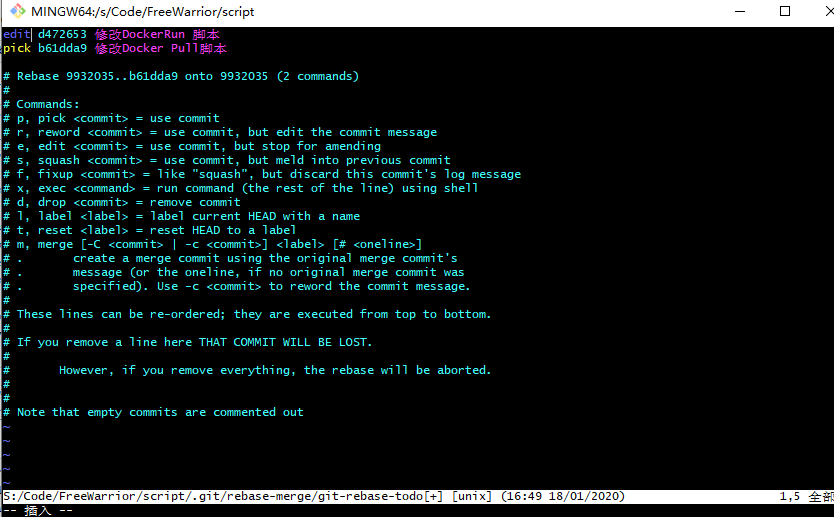 MINGW64:/s/Code/FreeWarrior/script
edit d472653 修改DockerRun 脚本
pick b61dda9 修改Docker Pull脚本
# Rebase 9932035..b61dda9 onto 9932035 (2 commands)
#
# Commands:
# p, pick <commit> = use commit
# r, reword <commit> = use commit, but edit the commit message
# e, edit <commit> = use commit, but stop for amending
# s, squash <commit> = use commit, but meld into previous commit
# f, fixup <commit> = like "squash", but discard this commit's log message
# x, exec <command> = run command (the rest of the line) using shell
# d, drop <commit> = remove commit
# l, label <label> = label current HEAD with a name
# t, reset <label> = reset HEAD to a label
# m, merge [-C <commit> | -c <commit>] <label> [# <oneline>]
# .       create a merge commit using the original merge commit's
# .       message (or the oneline, if no original merge commit was
# .       specified). Use -c <commit> to reword the commit message.
#
# These lines can be re-ordered; they are executed from top to bottom.
#
# If you remove a line here THAT COMMIT WILL BE LOST.
#
#       However, if you remove everything, the rebase will be aborted.
#
#
# Note that empty commits are commented out
~
~
~
~
~
S:/Code/FreeWarrior/script/.git/rebase-merge/git-rebase-todo[+] [unix] (16:49 18/01/2020) 1,5 全部
-- 插入 --